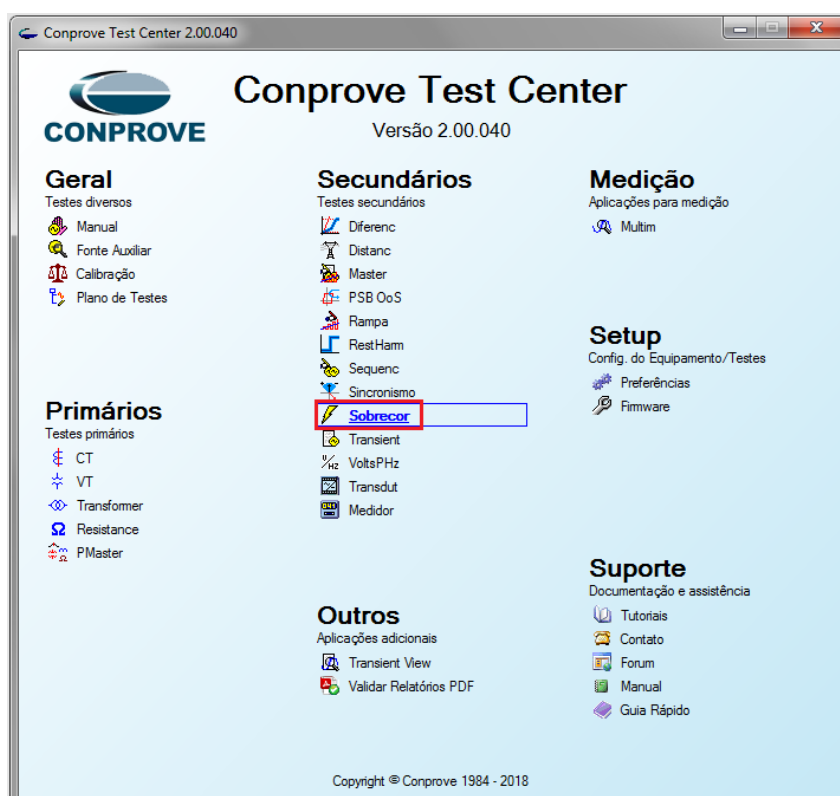 Conprove Test Center 2.00.040
CONPROVE
Conprove Test Center
Versão 2.00.040
Geral
Testes diversos
Manual
Fonte Auxiliar
Calibração
Plano de Testes
Primários
Testes primários
CT
VT
Transformer
Resistance
PMaster
Secundários
Testes secundários
Diferenc
Distanc
Master
PSB OoS
Rampa
RestHarm
Sequenc
Sincronismo
Sobrecor
Transient
VoltsPHz
Transdut
Medidor
Outros
Aplicações adicionais
Transient View
Validar Relatórios PDF
Medição
Aplicações para medição
Multim
Setup
Config. do Equipamento/Testes
Preferências
Firmware
Suporte
Documentação e assistência
Tutoriais
Contato
Forum
Manual
Guia Rápido
Copyright © Conprove 1984 - 2018